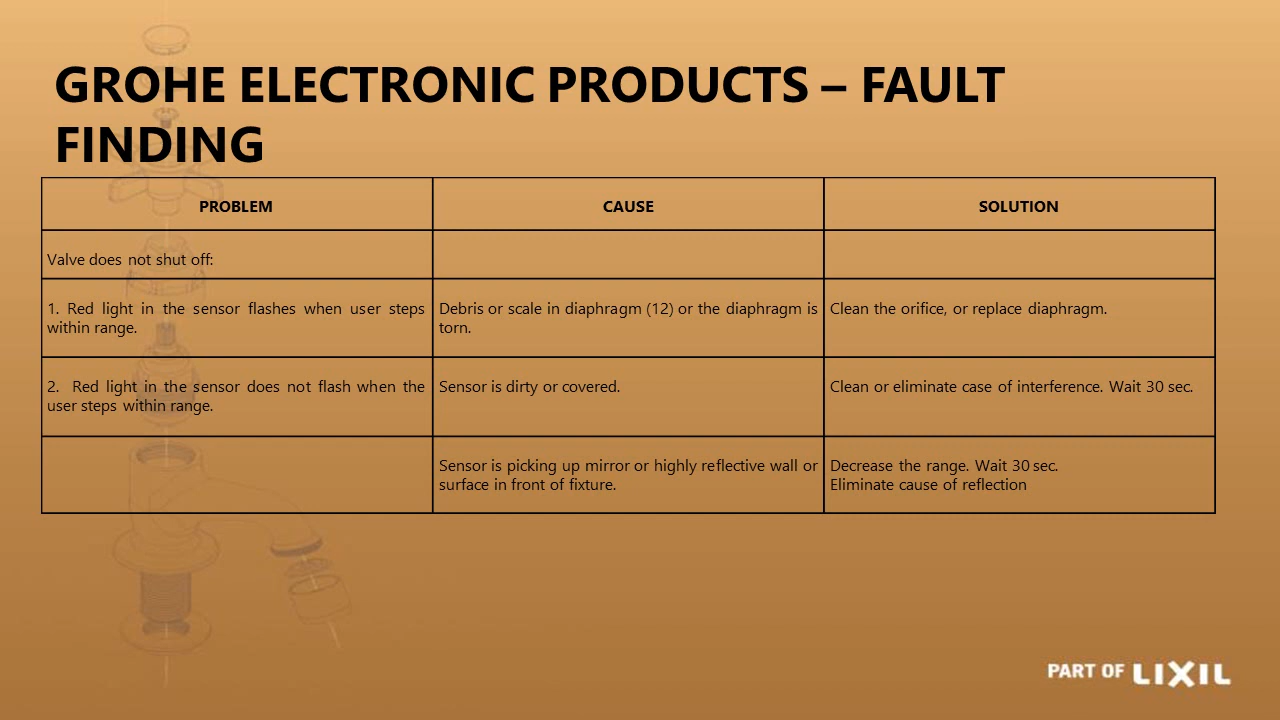 GROHE ELECTRONIC PRODUCTS – FAULT
FINDING
PROBLEM
CAUSE
SOLUTION
Valve does not shut off:
1. Red light in the sensor flashes when user steps
within range.
Debris or scale in diaphragm (12) or the diaphragm is
torn.
Clean the orifice, or replace diaphragm.
2. Red light in the sensor does not flash when the
user steps within range.
Sensor is dirty or covered.
Clean or eliminate case of interference. Wait 30 sec.
Sensor is picking up mirror or highly reflective wall or
surface in front of fixture.
Decrease the range. Wait 30 sec.
Eliminate cause of reflection
PART OF LIXIL